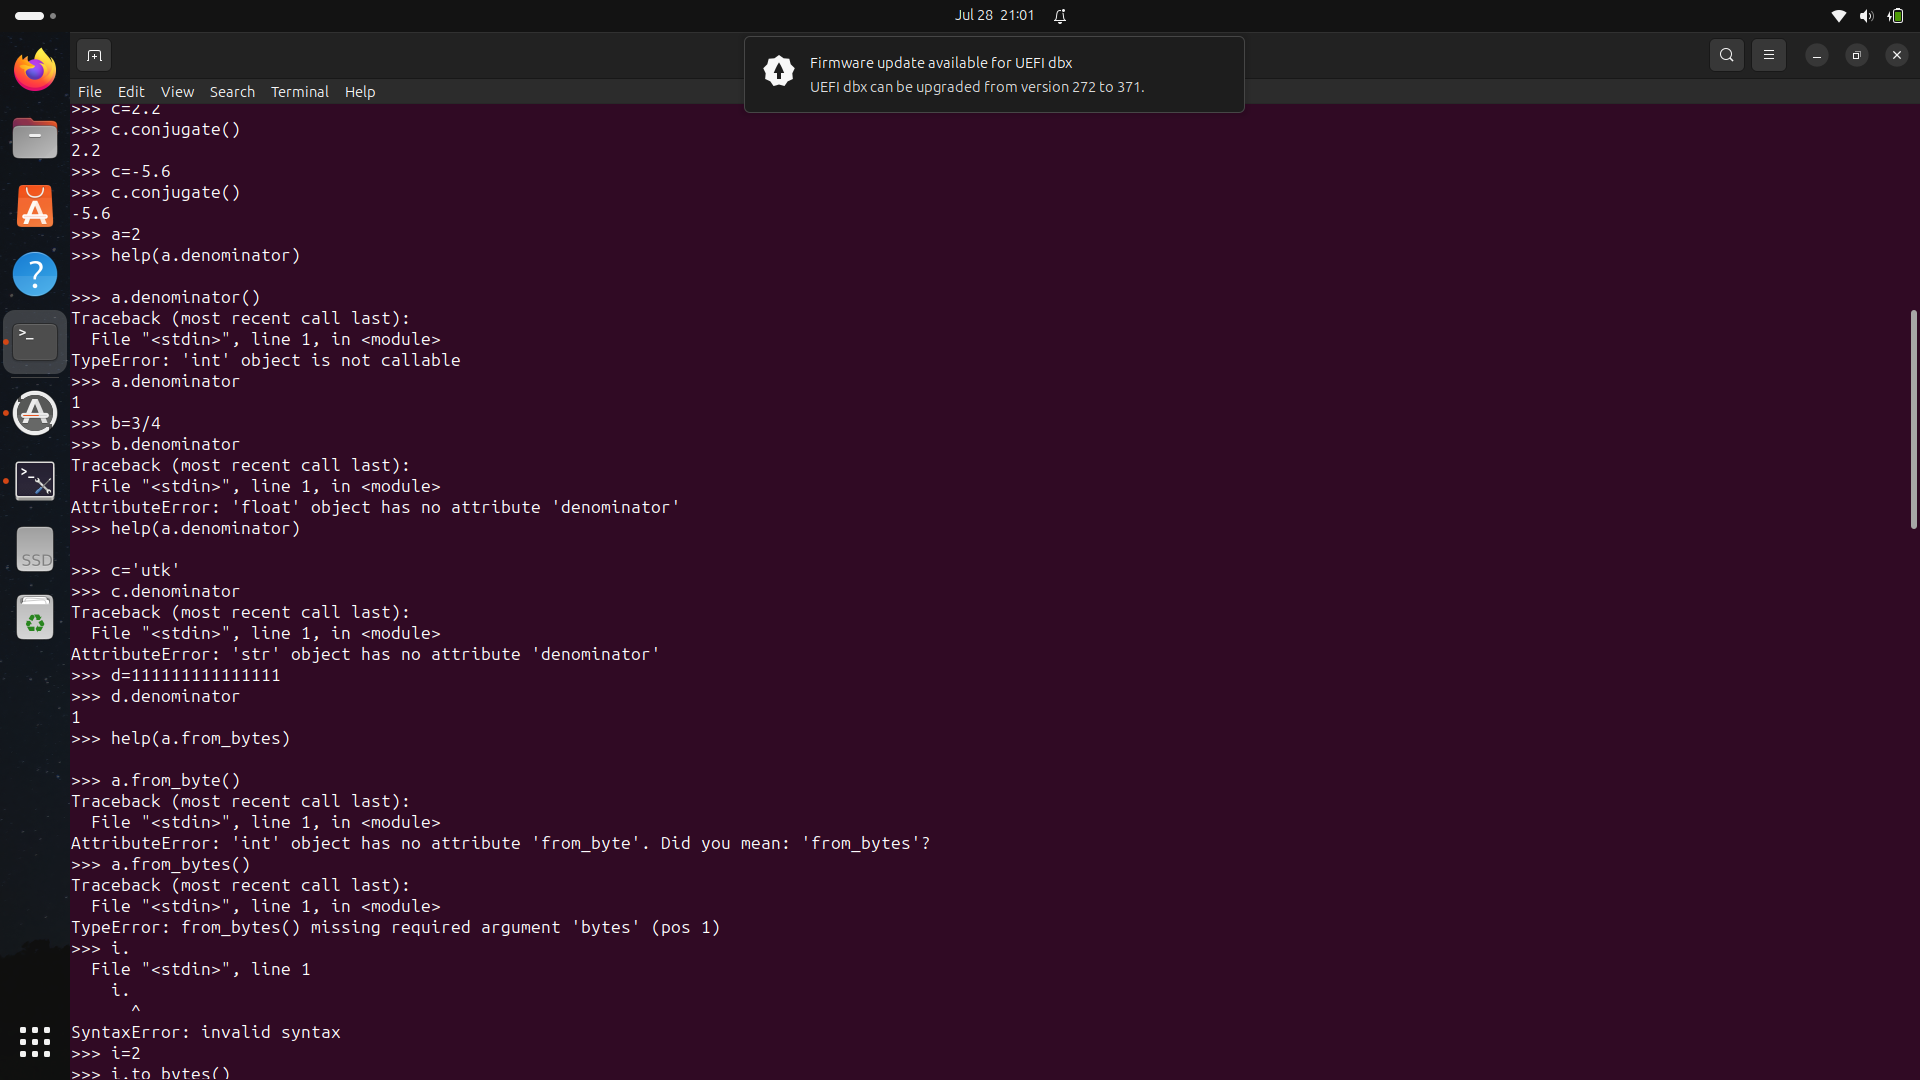 Jul 28 21:01
Firmware update available for UEFI dbx
UEFI dbx can be upgraded from version 272 to 371.
File Edit View Search Terminal Help
>>> c=2.2
>>> c.conjugate()
2.2
>>> c=-5.6
>>> c.conjugate()
-5.6
>>> a=2
>>> help(a.denominator)
>>> a.denominator()
Traceback (most recent call last):
  File "<stdin>", line 1, in <module>
TypeError: 'int' object is not callable
>>> a.denominator
1
>>> b=3/4
>>> b.denominator
Traceback (most recent call last):
  File "<stdin>", line 1, in <module>
AttributeError: 'float' object has no attribute 'denominator'
>>> help(a.denominator)
>>> c='utk'
>>> c.denominator
Traceback (most recent call last):
  File "<stdin>", line 1, in <module>
AttributeError: 'str' object has no attribute 'denominator'
>>> d=111111111111111
>>> d.denominator
1
>>> help(a.from_bytes)
>>> a.from_byte()
Traceback (most recent call last):
  File "<stdin>", line 1, in <module>
AttributeError: 'int' object has no attribute 'from_byte'. Did you mean: 'from_bytes'?
>>> a.from_bytes()
Traceback (most recent call last):
  File "<stdin>", line 1, in <module>
TypeError: from_bytes() missing required argument 'bytes' (pos 1)
>>> i.
  File "<stdin>", line 1
    i.
      ^
SyntaxError: invalid syntax
>>> i=2
>>> i.to_bytes()
SSD